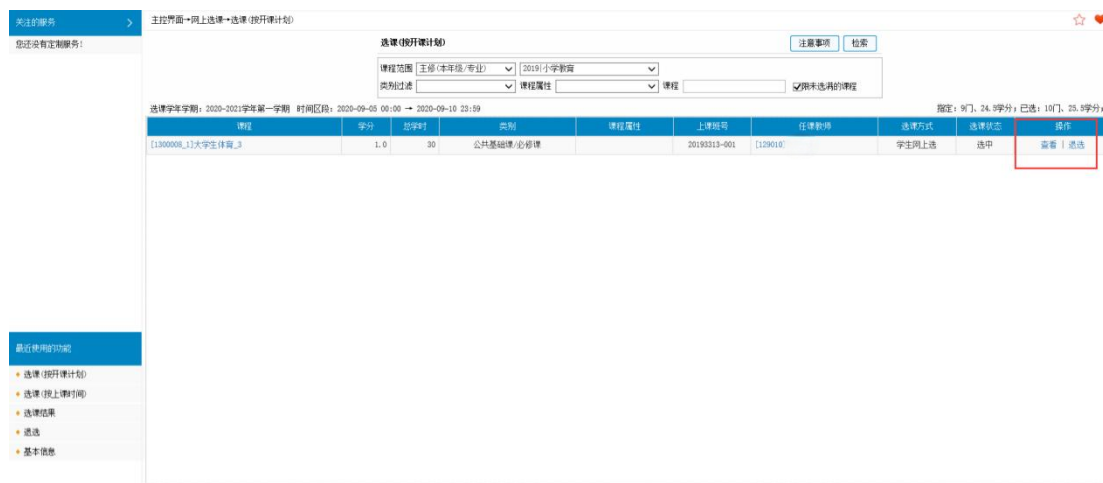 关注的服务 >
主控界面→网上选课→选课(按开课计划)
您还没有定制服务!
选课(按开课计划)
注意事项 检索
课程范围 主修(本年级/专业) 2019|小学教育
类别过滤 课程属性 课程 限未选满的课程
选课学年学期: 2020-2021学年第一学期 时间区段: 2020-09-05 00:00 → 2020-09-10 23:59 指定: 9门、24.5学分; 已选: 10门、25.5学分;
课程 学分 总学时 类别 课程属性 上课班号 任课教师 选课方式 选课状态 操作
[1300008_1]大学生体育_3 1.0 30 公共基础课/必修课 20193313-001 [129010] 学生网上选 选中 查看 | 退选
最近使用的功能
选课(按开课计划)
选课(按上课时间)
选课结果
退选
基本信息